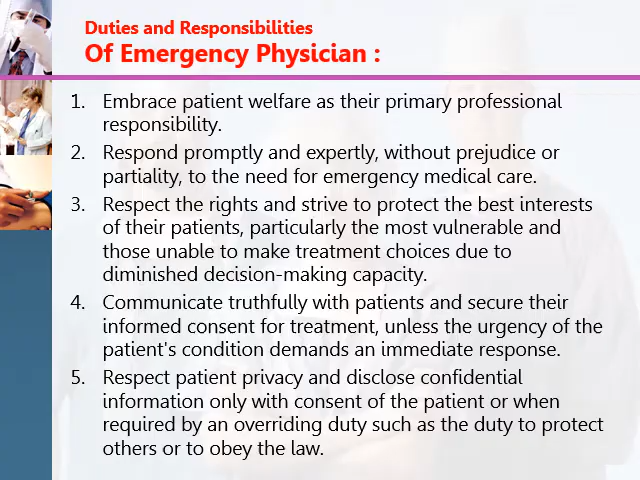 Duties and Responsibilities
Of Emergency Physician :
1. Embrace patient welfare as their primary professional
responsibility.
2. Respond promptly and expertly, without prejudice or
partiality, to the need for emergency medical care.
3. Respect the rights and strive to protect the best interests
of their patients, particularly the most vulnerable and
those unable to make treatment choices due to
diminished decision-making capacity.
4. Communicate truthfully with patients and secure their
informed consent for treatment, unless the urgency of the
patient's condition demands an immediate response.
5. Respect patient privacy and disclose confidential
information only with consent of the patient or when
required by an overriding duty such as the duty to protect
others or to obey the law.